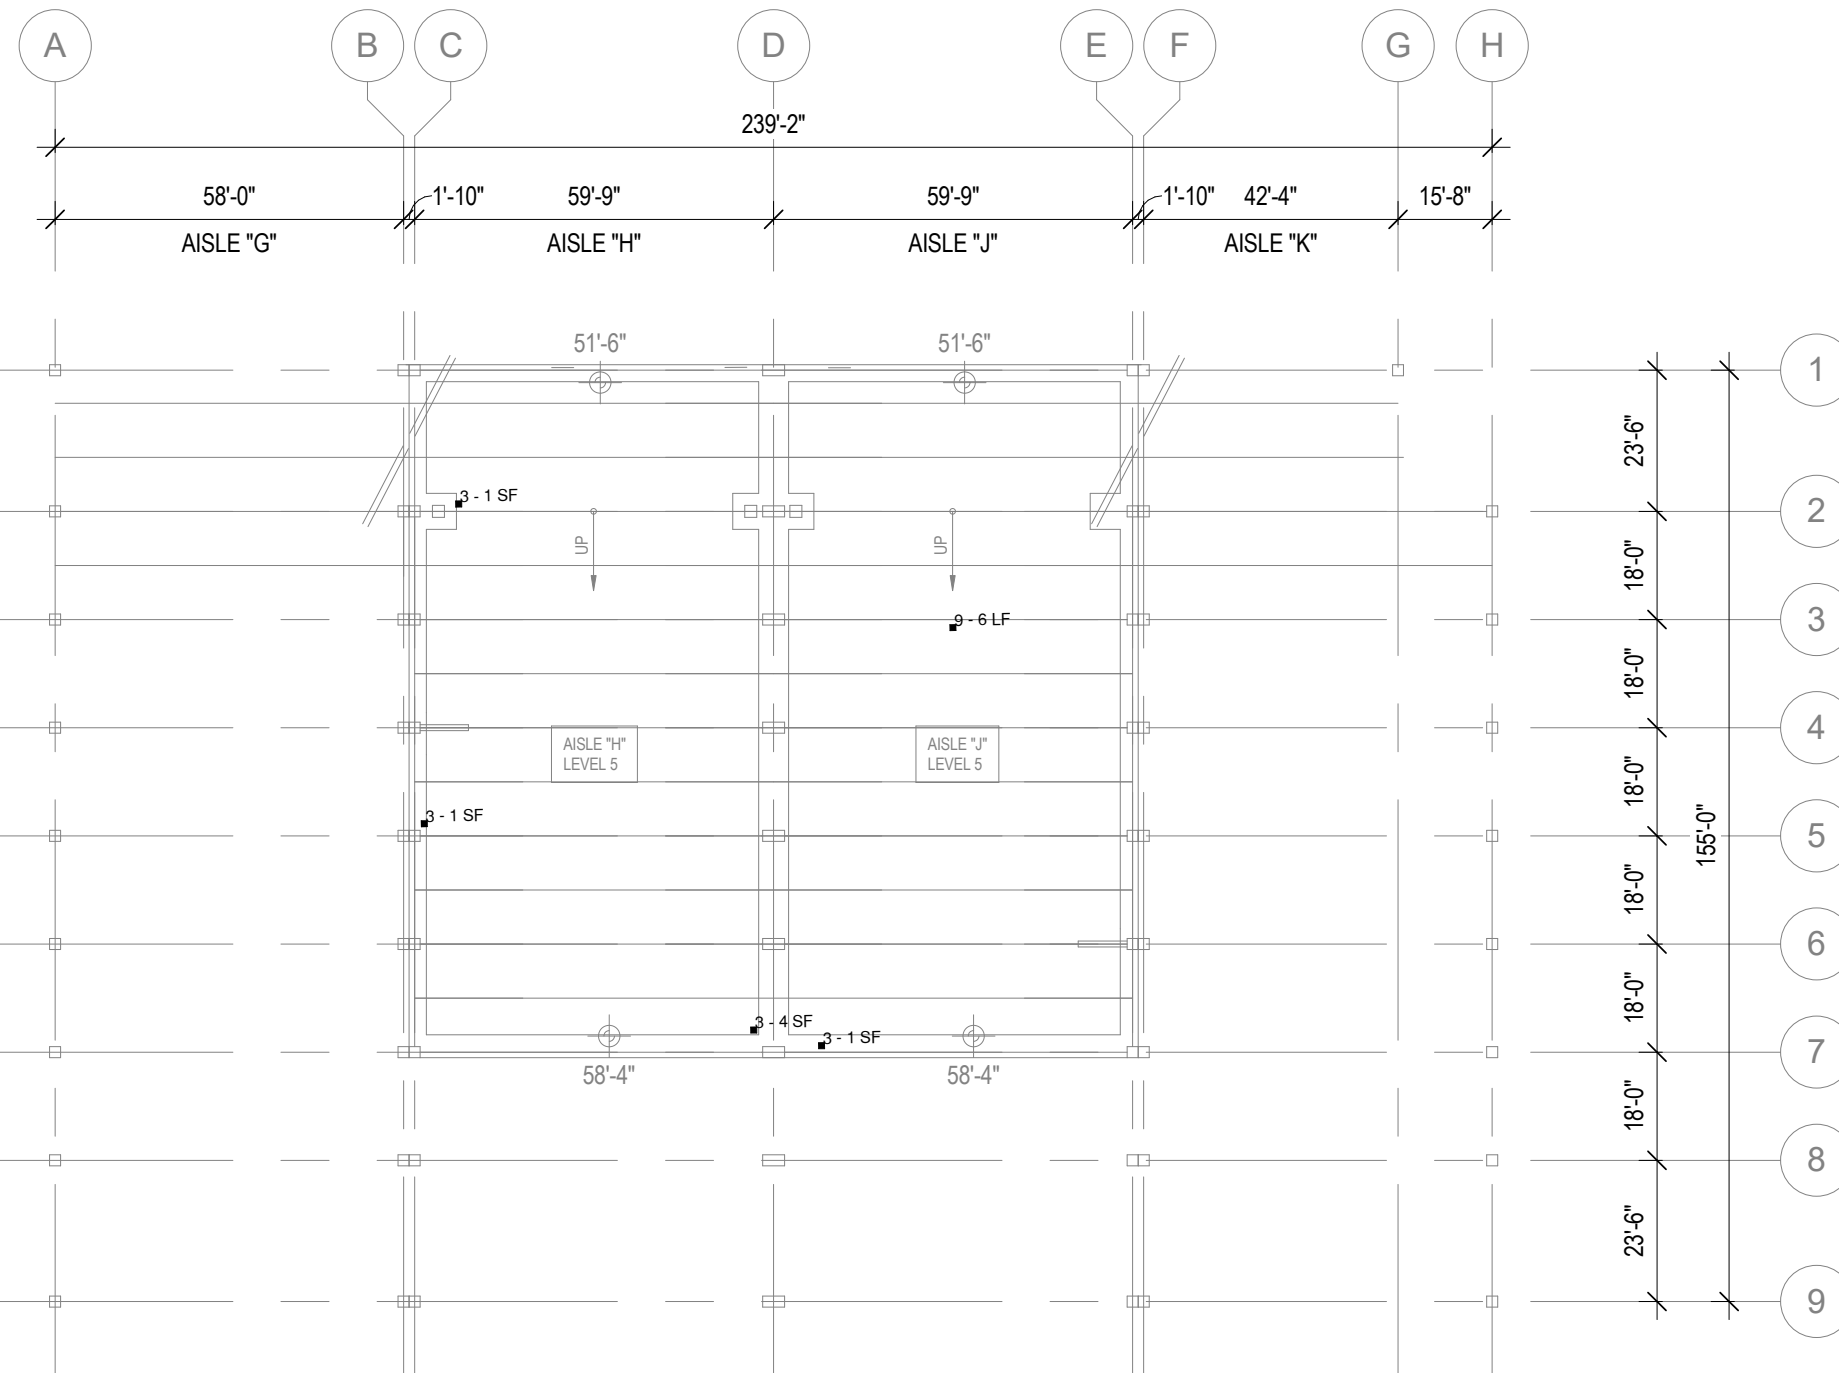 A B C D E F G H
239'-2"
58'-0" 1'-10" 59'-9" 59'-9" 1'-10" 42'-4" 15'-8"
AISLE "G" AISLE "H" AISLE "J" AISLE "K"
51'-6" 51'-6"
1
23'-6"
3 - 1 SF
2
UP UP
18'-0"
9 - 6 LF
3
18'-0"
4
AISLE "H" AISLE "J"
LEVEL 5 LEVEL 5
18'-0"
3 - 1 SF
155'-0"
5
18'-0"
6
18'-0"
3 - 4 SF
3 - 1 SF
7
58'-4" 58'-4"
18'-0"
8
23'-6"
9